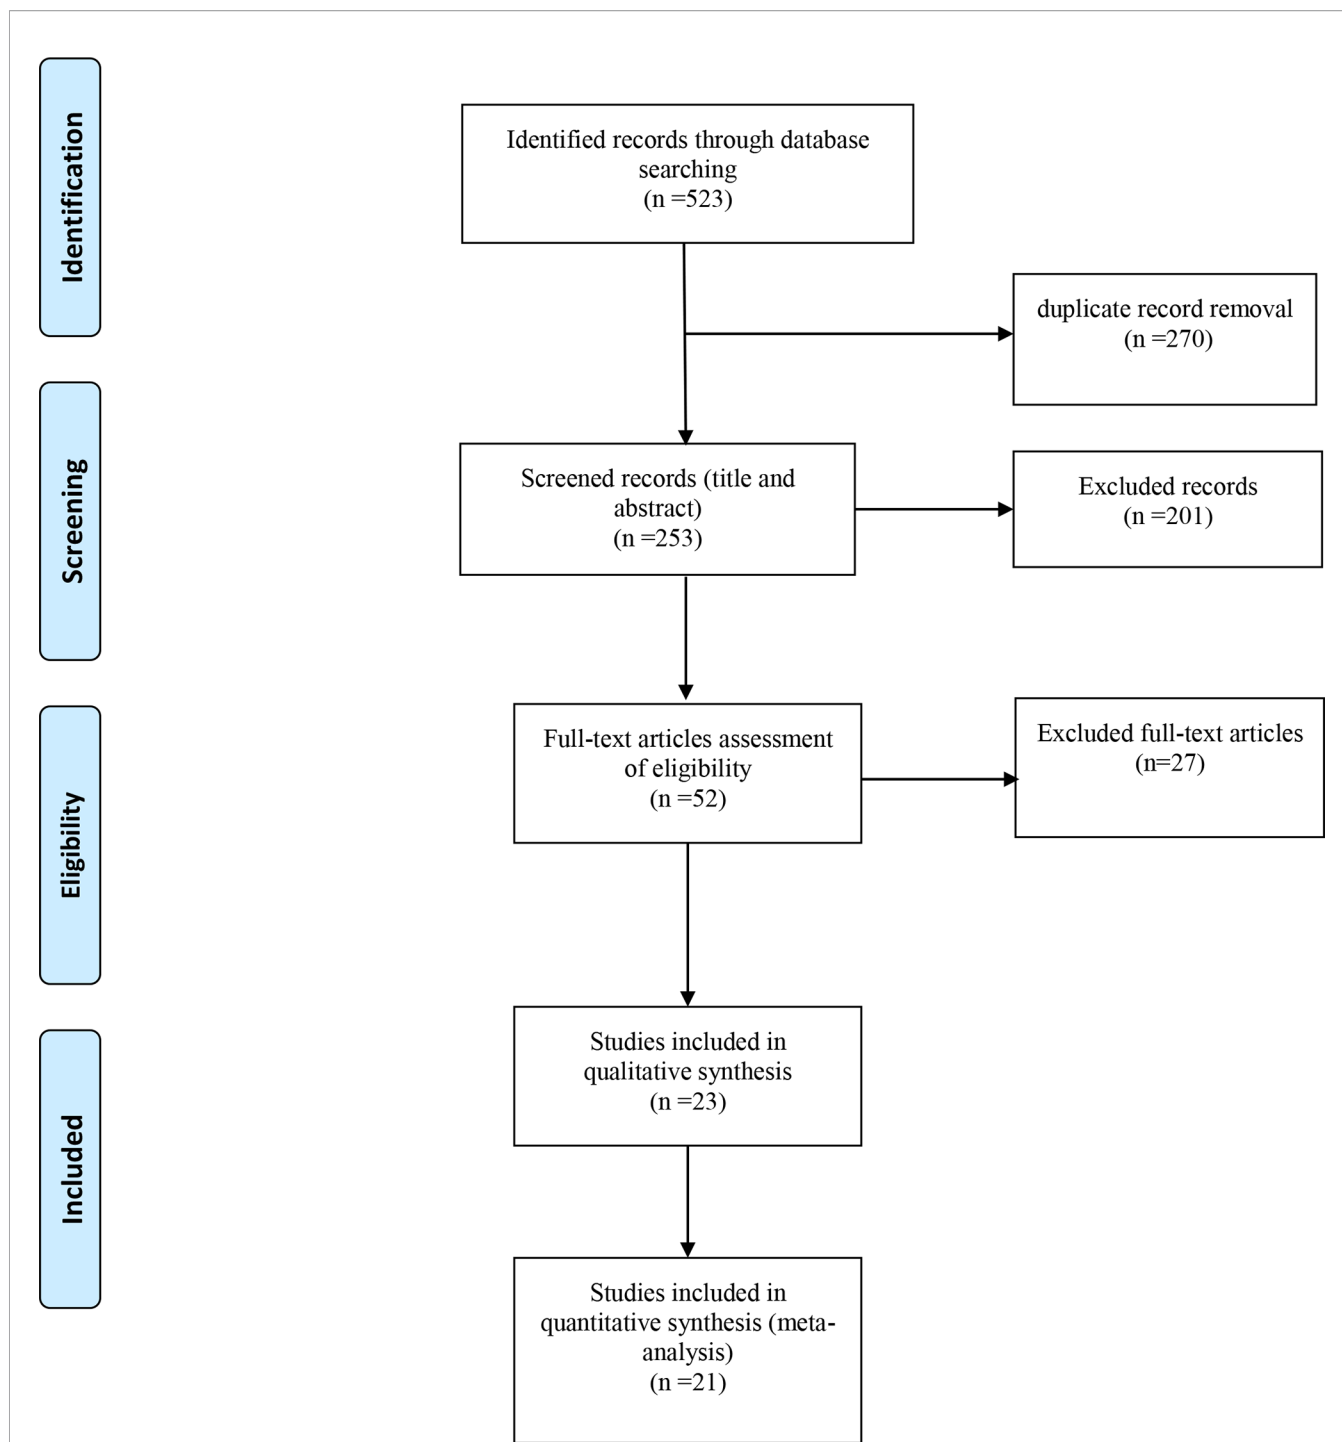 Identification
Identified records through database
searching
(n =523)
duplicate record removal
(n =270)
Screening
Screened records (title and
abstract)
(n =253)
Excluded records
(n =201)
Eligibility
Full-text articles assessment
of eligibility
(n =52)
Excluded full-text articles
(n=27)
Included
Studies included in
qualitative synthesis
(n =23)
Studies included in
quantitative synthesis (meta-
analysis)
(n =21)